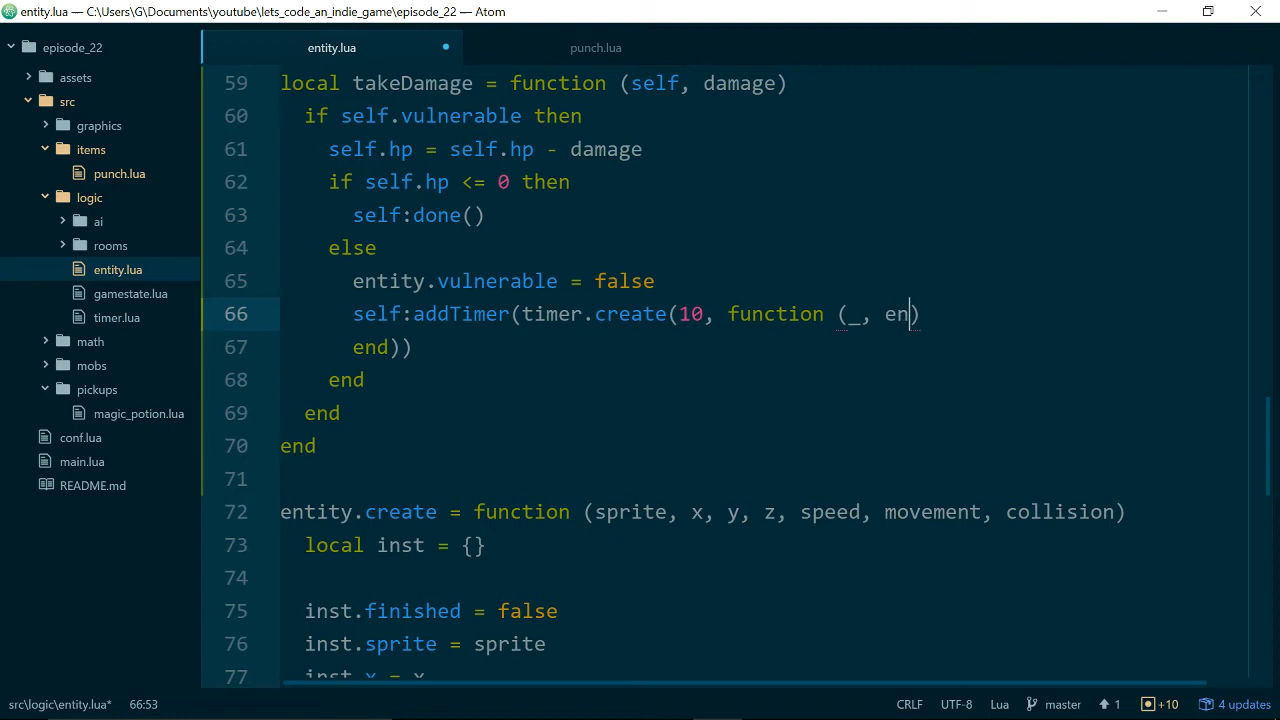 entity.lua — C:\Users\G\Documents\youtube\lets_code_an_indie_game\episode_22 — Atom
episode_22
assets
src
graphics
items
punch.lua
logic
ai
rooms
entity.lua
gamestate.lua
timer.lua
math
mobs
pickups
magic_potion.lua
conf.lua
main.lua
README.md
entity.lua
punch.lua
59 local takeDamage = function (self, damage)
60 if self.vulnerable then
61 self.hp = self.hp - damage
62 if self.hp <= 0 then
63 self:done()
64 else
65 entity.vulnerable = false
66 self:addTimer(timer.create(10, function (_, en)
67 end))
68 end
69 end
70 end
71
72 entity.create = function (sprite, x, y, z, speed, movement, collision)
73 local inst = {}
74
75 inst.finished = false
76 inst.sprite = sprite
77 inst.x = x
src\logic\entity.lua* 66:53 CRLF UTF-8 Lua master 1 +10 4 updates